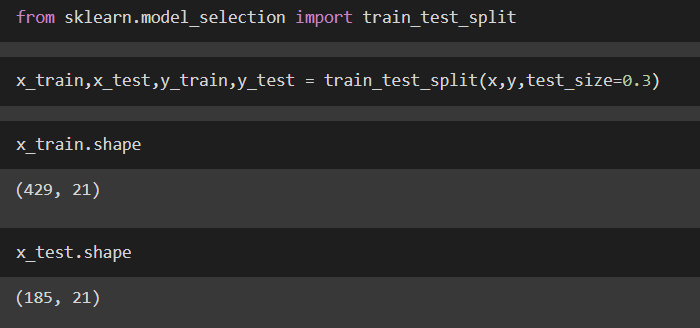 from sklearn.model_selection import train_test_split
x_train,x_test,y_train,y_test = train_test_split(x,y,test_size=0.3)
x_train.shape
(429, 21)
x_test.shape
(185, 21)